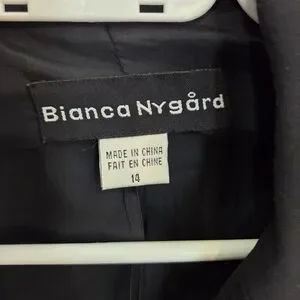 Bianca Nygård
MADE IN CHINA
FAIT EN CHINE
14